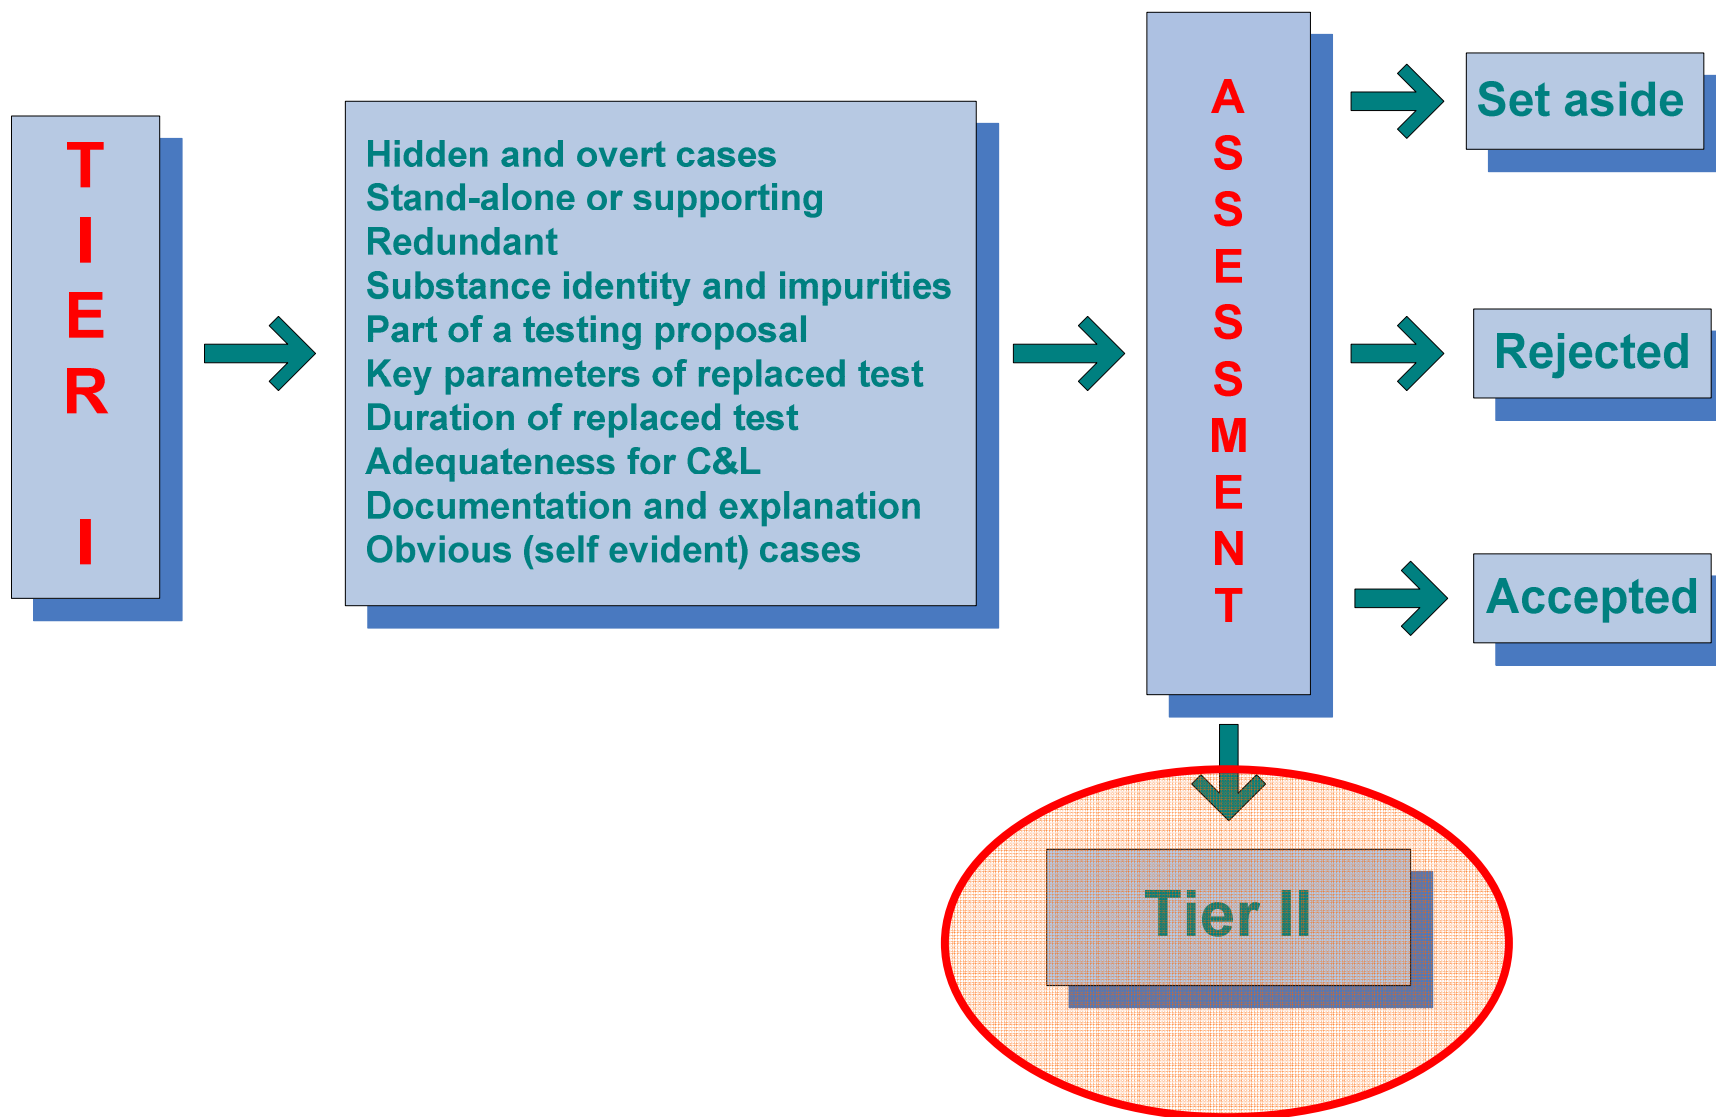 TIER I
Hidden and overt cases
Stand-alone or supporting
Redundant
Substance identity and impurities
Part of a testing proposal
Key parameters of replaced test
Duration of replaced test
Adequateness for C&L
Documentation and explanation
Obvious (self evident) cases
ASSESSMENT
Set aside
Rejected
Accepted
Tier II